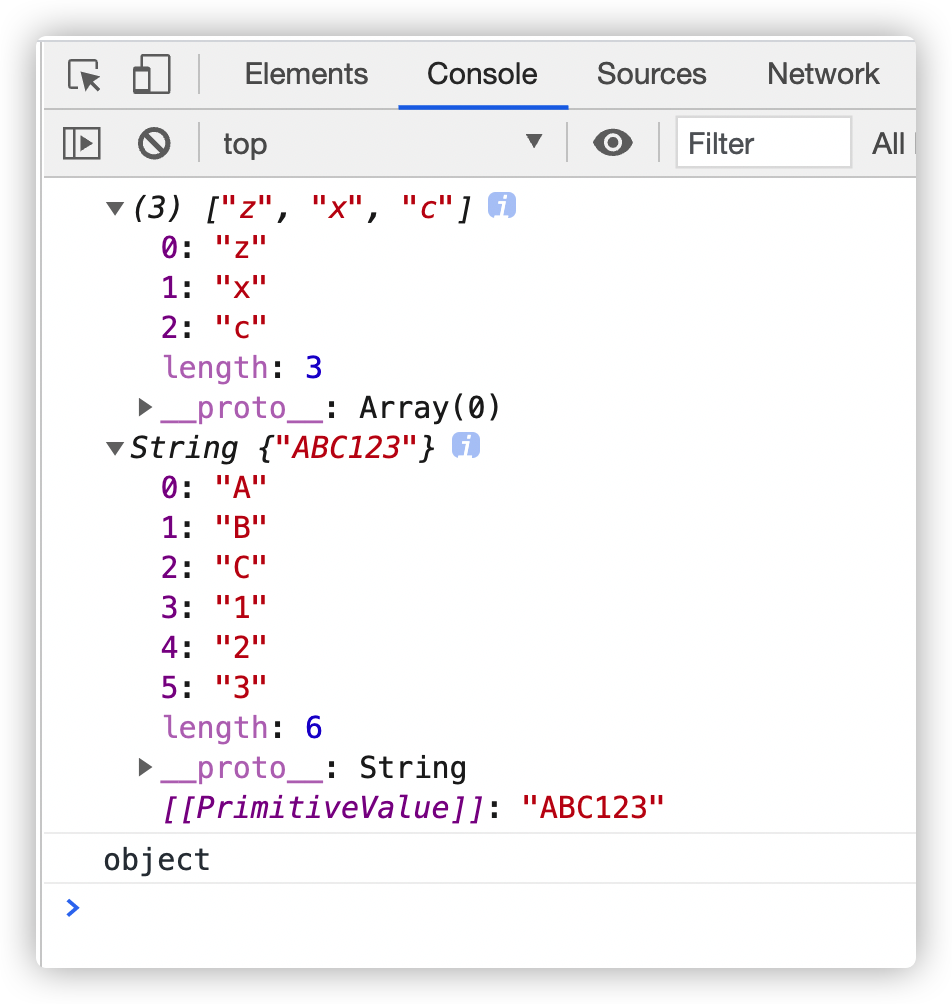 Elements Console Sources Network
top Filter All
(3) ["z", "x", "c"] i
0: "z"
1: "x"
2: "c"
length: 3
__proto__: Array(0)
String {"ABC123"} i
0: "A"
1: "B"
2: "C"
3: "1"
4: "2"
5: "3"
length: 6
__proto__: String
[[PrimitiveValue]]: "ABC123"
object
>